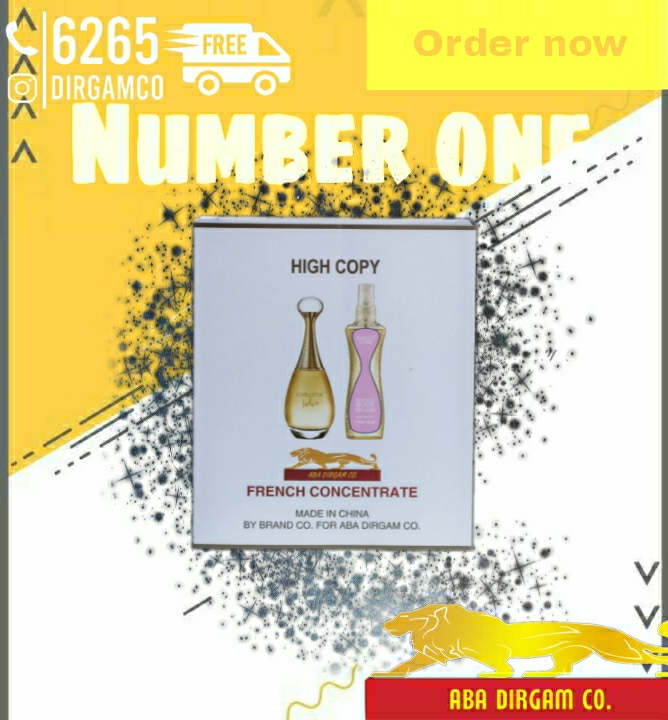 6265
FREE
DIRGAMCO
Order now
NUMBER ONE
HIGH COPY
ABA DIRGAM CO.
FRENCH CONCENTRATE
MADE IN CHINA
BY BRAND CO. FOR ABA DIRGAM CO.
ABA DIRGAM CO.